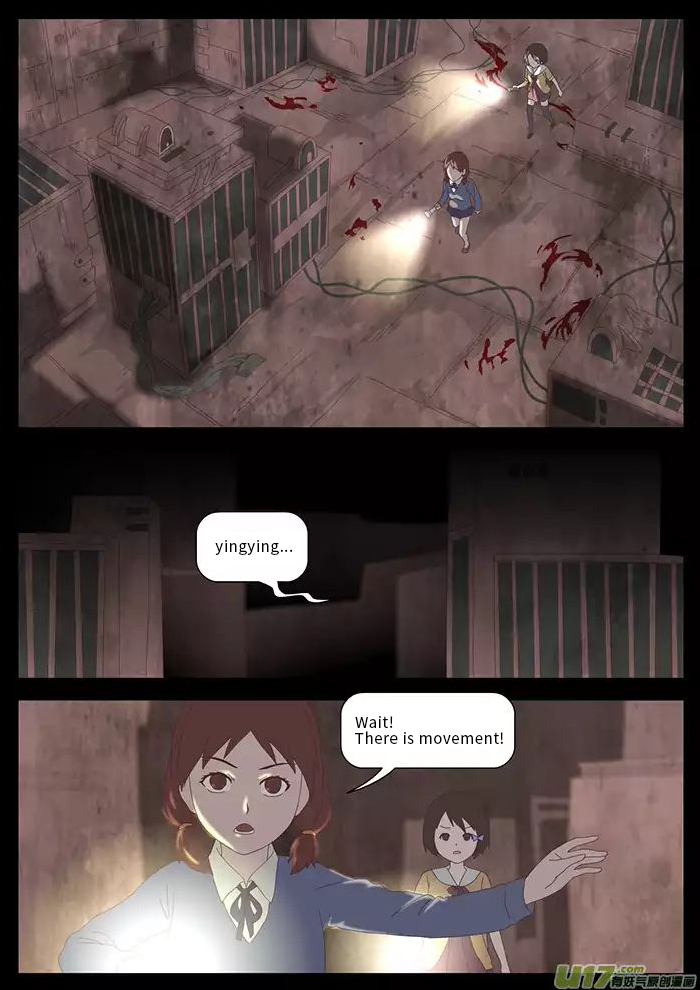 yingying...
Wait!
There is movement!
U17.com
有妖气原创漫画